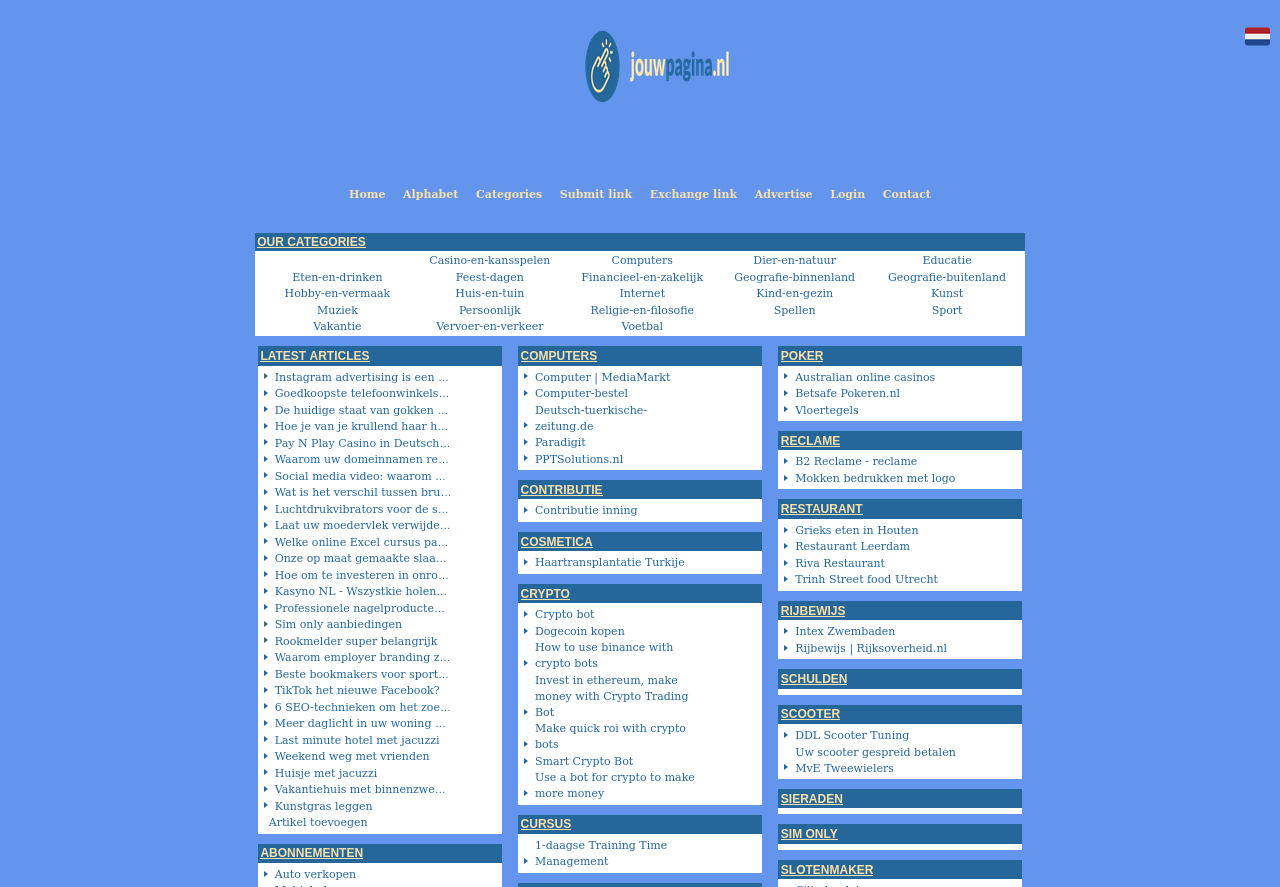 jouwpagina.nl
Home Alphabet Categories Submit link Exchange link Advertise Login Contact
OUR CATEGORIES
Casino-en-kansspelen Computers Dier-en-natuur Educatie
Eten-en-drinken Feest-dagen Financieel-en-zakelijk Geografie-binnenland Geografie-buitenland
Hobby-en-vermaak Huis-en-tuin Internet Kind-en-gezin Kunst
Muziek Persoonlijk Religie-en-filosofie Spellen Sport
Vakantie Vervoer-en-verkeer Voetbal
LATEST ARTICLES
Instagram advertising is een ...
Goedkoopste telefoonwinkels...
De huidige staat van gokken ...
Hoe je van je krullend haar h...
Pay N Play Casino in Deutsch...
Waarom uw domeinnamen re...
Social media video: waarom ...
Wat is het verschil tussen bru...
Luchtdrukvibrators voor de s...
Laat uw moedervlek verwijde...
Welke online Excel cursus pa...
Onze op maat gemaakte slaa...
Hoe om te investeren in onro...
Kasyno NL - Wszystkie holen...
Professionele nagelproducte...
Sim only aanbiedingen
Rookmelder super belangrijk
Waarom employer branding z...
Beste bookmakers voor sport...
TikTok het nieuwe Facebook?
6 SEO-technieken om het zoe...
Meer daglicht in uw woning ...
Last minute hotel met jacuzzi
Weekend weg met vrienden
Huisje met jacuzzi
Vakantiehuis met binnenzwe...
Kunstgras leggen
Artikel toevoegen
ABONNEMENTEN
Auto verkopen
COMPUTERS
Computer | MediaMarkt
Computer-bestel
Deutsch-tuerkische-
zeitung.de
Paradigit
PPTSolutions.nl
CONTRIBUTIE
Contributie inning
COSMETICA
Haartransplantatie Turkije
CRYPTO
Crypto bot
Dogecoin kopen
How to use binance with
crypto bots
Invest in ethereum, make
money with Crypto Trading
Bot
Make quick roi with crypto
bots
Smart Crypto Bot
Use a bot for crypto to make
more money
CURSUS
1-daagse Training Time
Management
POKER
Australian online casinos
Betsafe Pokeren.nl
Vloertegels
RECLAME
B2 Reclame - reclame
Mokken bedrukken met logo
RESTAURANT
Grieks eten in Houten
Restaurant Leerdam
Riva Restaurant
Trinh Street food Utrecht
RIJBEWIJS
Intex Zwembaden
Rijbewijs | Rijksoverheid.nl
SCHULDEN
SCOOTER
DDL Scooter Tuning
Uw scooter gespreid betalen
MvE Tweewielers
SIERADEN
SIM ONLY
SLOTENMAKER